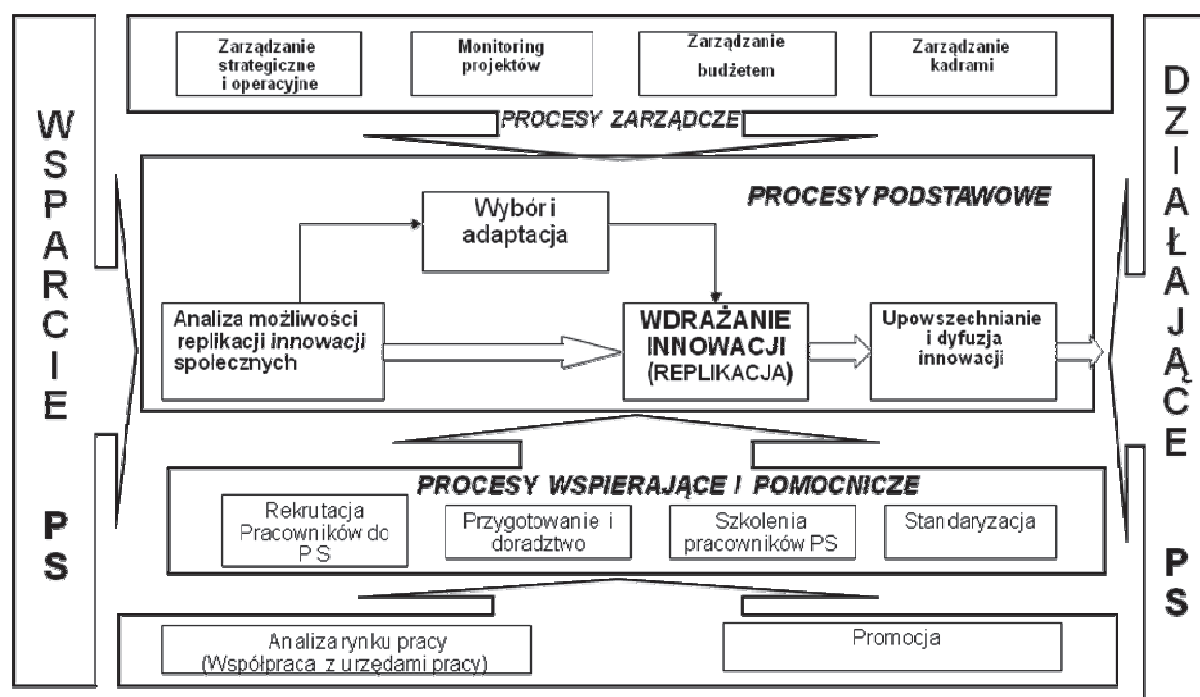 WSPARCIE PS
Zarządzanie
strategiczne
i operacyjne
Monitoring
projektów
Zarządzanie
budżetem
Zarządzanie
kadrami
PROCESY ZARZĄDCZE
PROCESY PODSTAWOWE
Wybór i
adaptacja
Analiza możliwości
replikacji innowacji
społecznych
WDRAŻANIE
INNOWACJI
(REPLIKACJA)
Upowszechnianie
i dyfuzja
innowacji
PROCESY WSPIERAJĄCE I POMOCNICZE
Rekrutacja
Pracowników do
PS
Przygotowanie i
doradztwo
Szkolenia
pracowników PS
Standaryzacja
Analiza rynku pracy
(Współpraca z urzędami pracy)
Promocja
DZIAŁAJĄCE PS